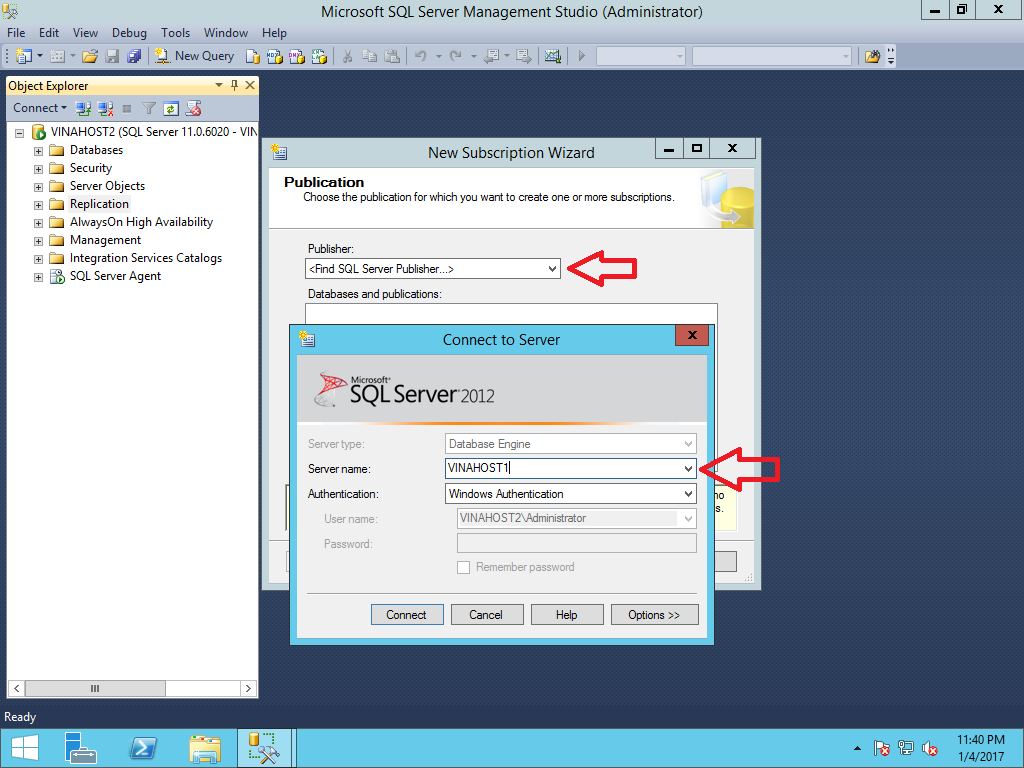 Microsoft SQL Server Management Studio (Administrator)
File Edit View Debug Tools Window Help
New Query
Object Explorer
Connect
VINAHOST2 (SQL Server 11.0.6020 - VIN
Databases
Security
Server Objects
Replication
AlwaysOn High Availability
Management
Integration Services Catalogs
SQL Server Agent
New Subscription Wizard
Publication
Choose the publication for which you want to create one or more subscriptions.
Publisher:
<Find SQL Server Publisher...>
Databases and publications:
no
s.
Connect to Server
Microsoft®
SQL Server 2012
Server type: Database Engine
Server name: VINAHOST1
Authentication: Windows Authentication
User name: VINAHOST2\Administrator
Password:
Remember password
Connect Cancel Help Options >>
Ready
11:40 PM
1/4/2017